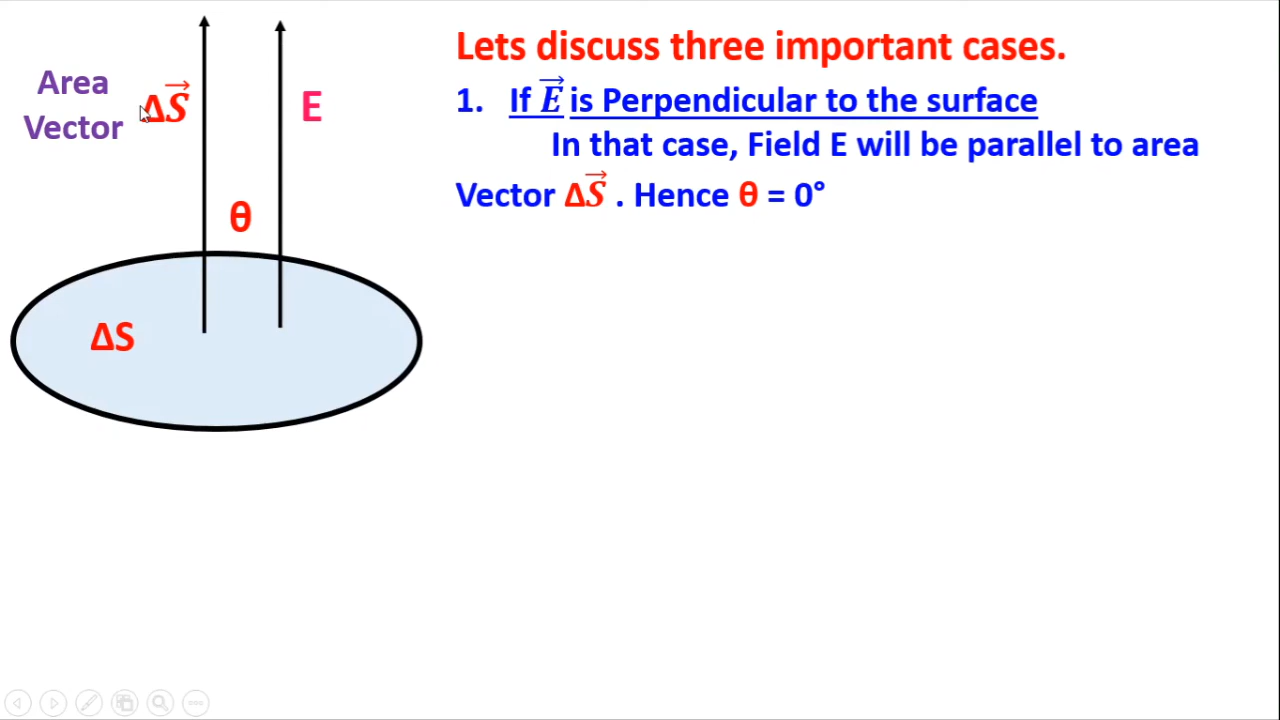 Area
Vector
ΔS⃗
E
θ
ΔS
Lets discuss three important cases.
1. If E⃗ is Perpendicular to the surface
In that case, Field E will be parallel to area
Vector ΔS⃗ . Hence θ = 0°